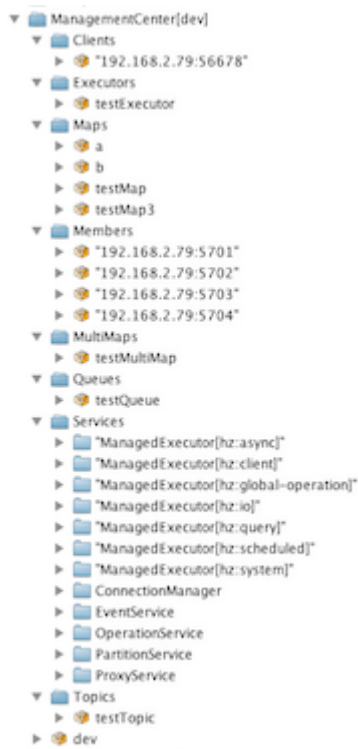 ManagementCenter[dev]
Clients
"192.168.2.79:56678"
Executors
testExecutor
Maps
a
b
testMap
testMap3
Members
"192.168.2.79:5701"
"192.168.2.79:5702"
"192.168.2.79:5703"
"192.168.2.79:5704"
MultiMaps
testMultiMap
Queues
testQueue
Services
"ManagedExecutor[hz:async]"
"ManagedExecutor[hz:client]"
"ManagedExecutor[hz:global-operation]"
"ManagedExecutor[hz:io]"
"ManagedExecutor[hz:query]"
"ManagedExecutor[hz:scheduled]"
"ManagedExecutor[hz:system]"
ConnectionManager
EventService
OperationService
PartitionService
ProxyService
Topics
testTopic
dev